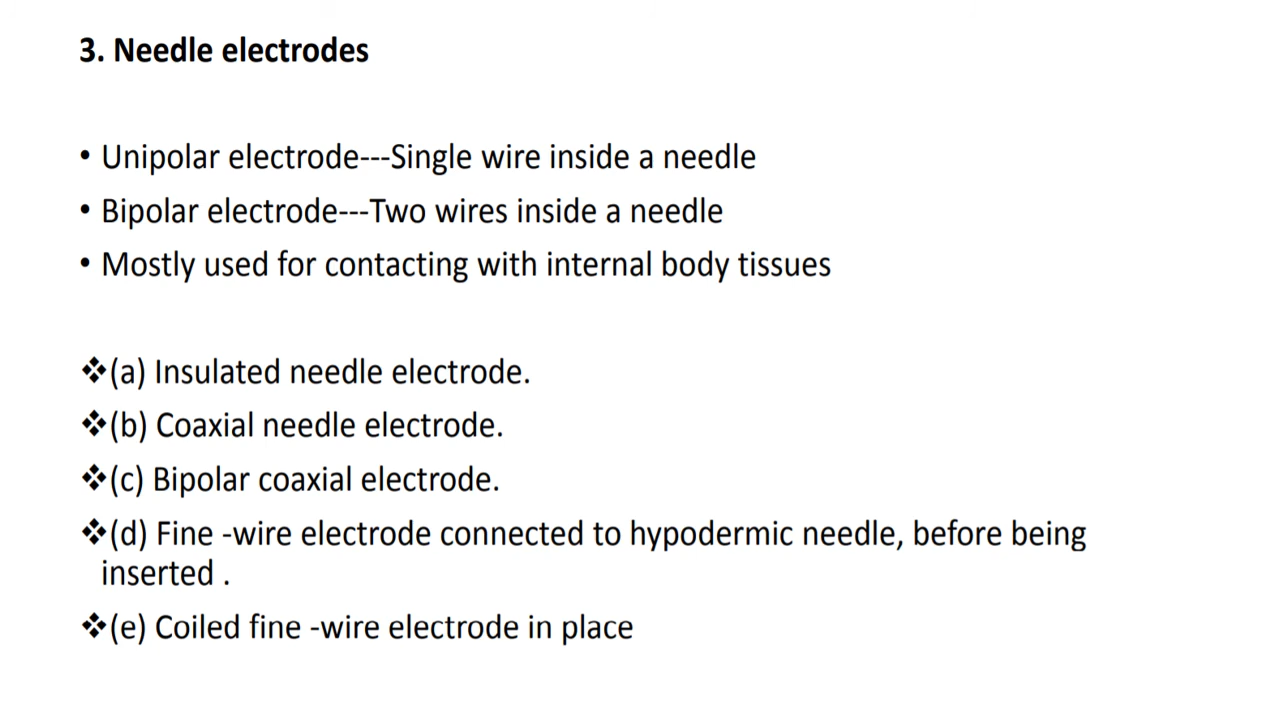 3. Needle electrodes
• Unipolar electrode---Single wire inside a needle
• Bipolar electrode---Two wires inside a needle
• Mostly used for contacting with internal body tissues
❖(a) Insulated needle electrode.
❖(b) Coaxial needle electrode.
❖(c) Bipolar coaxial electrode.
❖(d) Fine -wire electrode connected to hypodermic needle, before being
inserted .
❖(e) Coiled fine -wire electrode in place